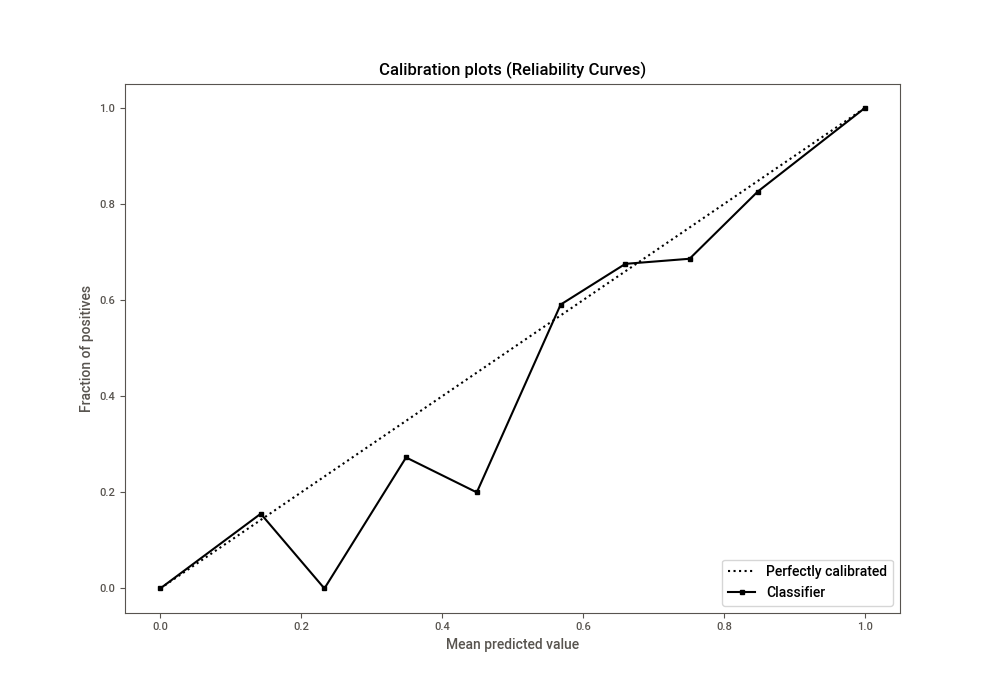 Calibration plots (Reliability Curves)
Fraction of positives
1.0
0.8
0.6
0.4
0.2
0.0
0.0 0.2 0.4 0.6 0.8 1.0
Mean predicted value
Perfectly calibrated
Classifier